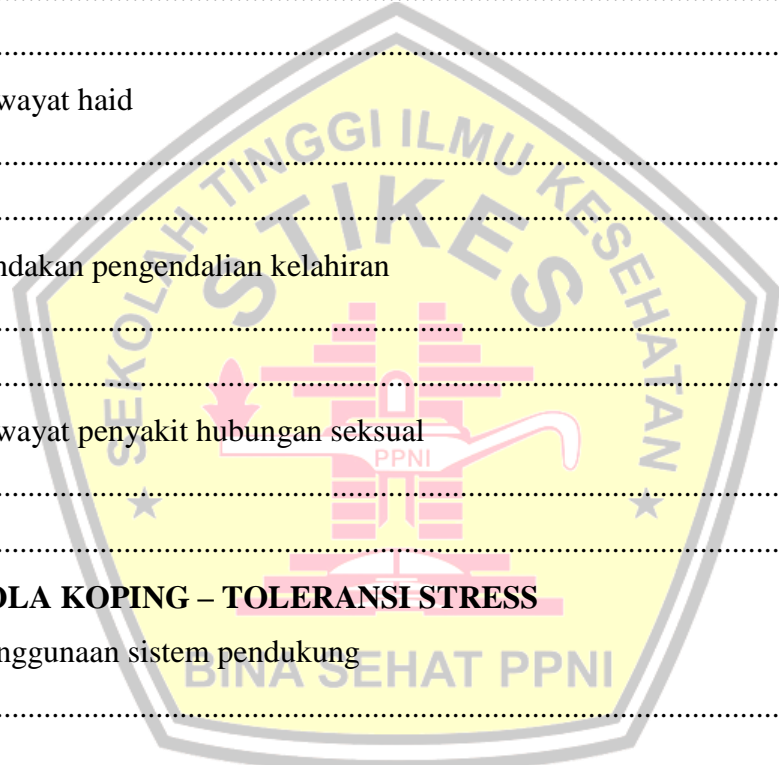 ................................................................................
................................................................................
wayat haid
................................................................................
................................................................................
ndakan pengendalian kelahiran
................................................................................
................................................................................
wayat penyakit hubungan seksual
................................................................................
................................................................................
OLA KOPING – TOLERANSI STRESS
nggunaan sistem pendukung
................................................................................
SEKOLAH TINGGI ILMU KESEHATAN
STIKES
PPNI
BINA SEHAT PPNI